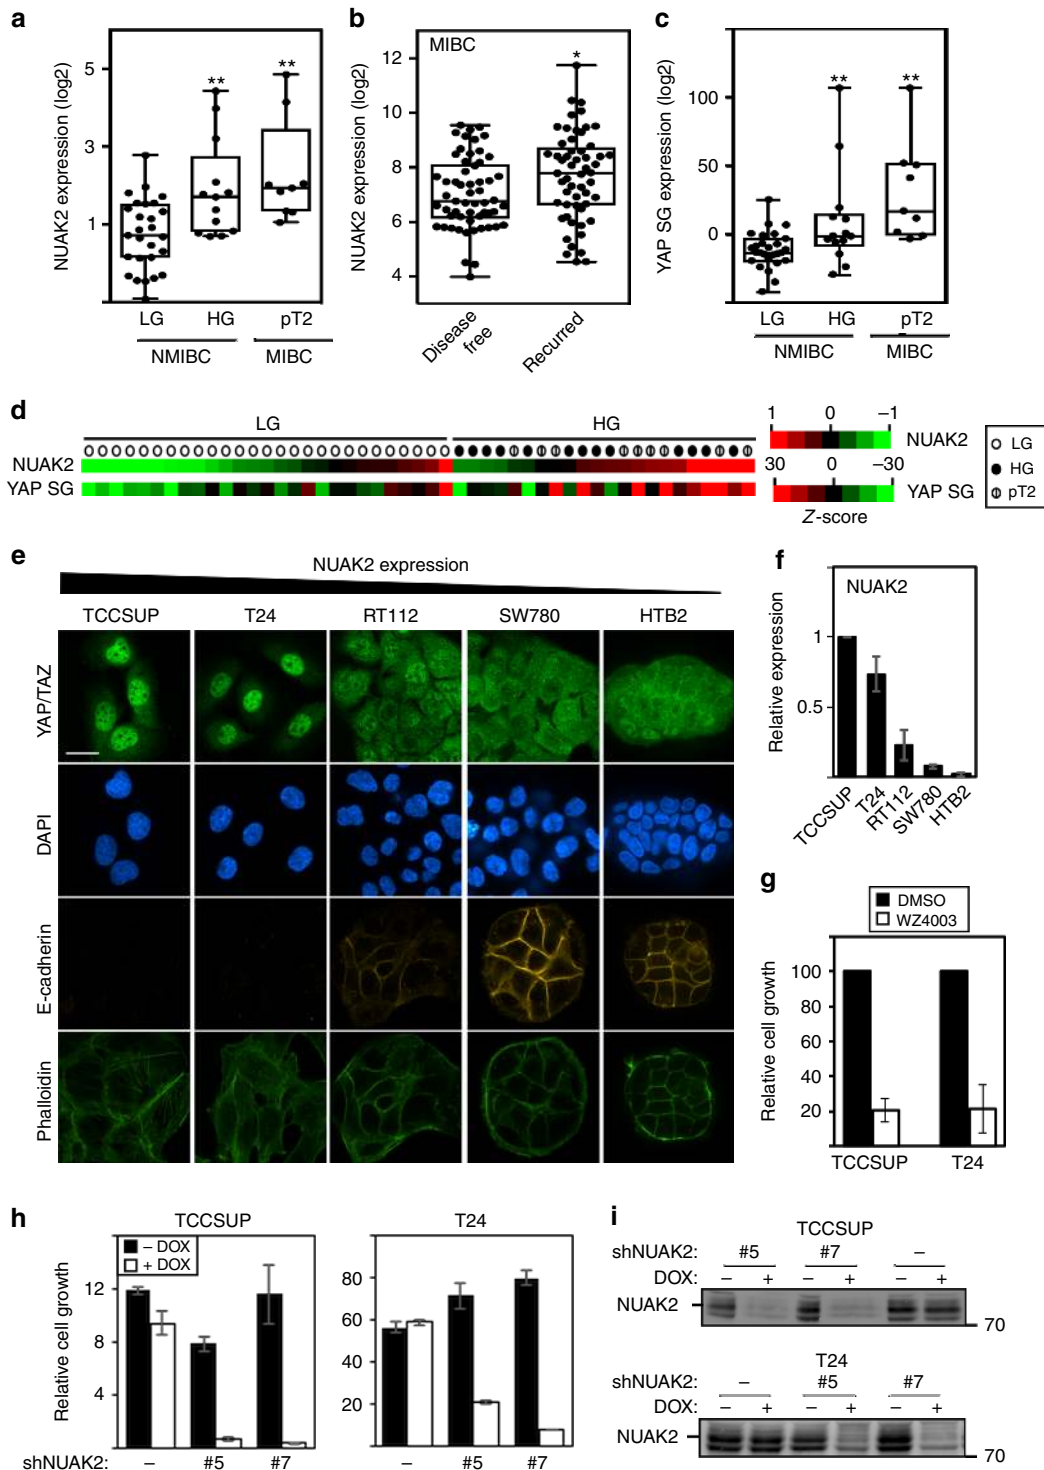 a
NUAK2 expression (log2)
5
3
1
**
**
LG
HG
pT2
NMIBC
MIBC
b
NUAK2 expression (log2)
MIBC
12
10
8
6
4
*
Disease free
Recurred
c
YAP SG expression (log2)
100
50
0
**
**
LG
HG
pT2
NMIBC
MIBC
d
LG
HG
NUAK2
YAP SG
1
0
–1
NUAK2
30
0
–30
YAP SG
Z-score
LG
HG
pT2
e
NUAK2 expression
TCCSUP
T24
RT112
SW780
HTB2
YAP/TAZ
DAPI
E-cadherin
Phalloidin
f
NUAK2
Relative expression
1
0.5
TCCSUP
T24
RT112
SW780
HTB2
g
DMSO
WZ4003
Relative cell growth
100
80
60
40
20
TCCSUP
T24
h
TCCSUP
– DOX
+ DOX
Relative cell growth
12
8
4
T24
80
60
40
20
shNUAK2:
–
#5
#7
–
#5
#7
i
TCCSUP
shNUAK2:
#5
#7
–
DOX:
– + – + – +
NUAK2
70
T24
shNUAK2:
–
#5
#7
DOX:
– + – + – +
NUAK2
70